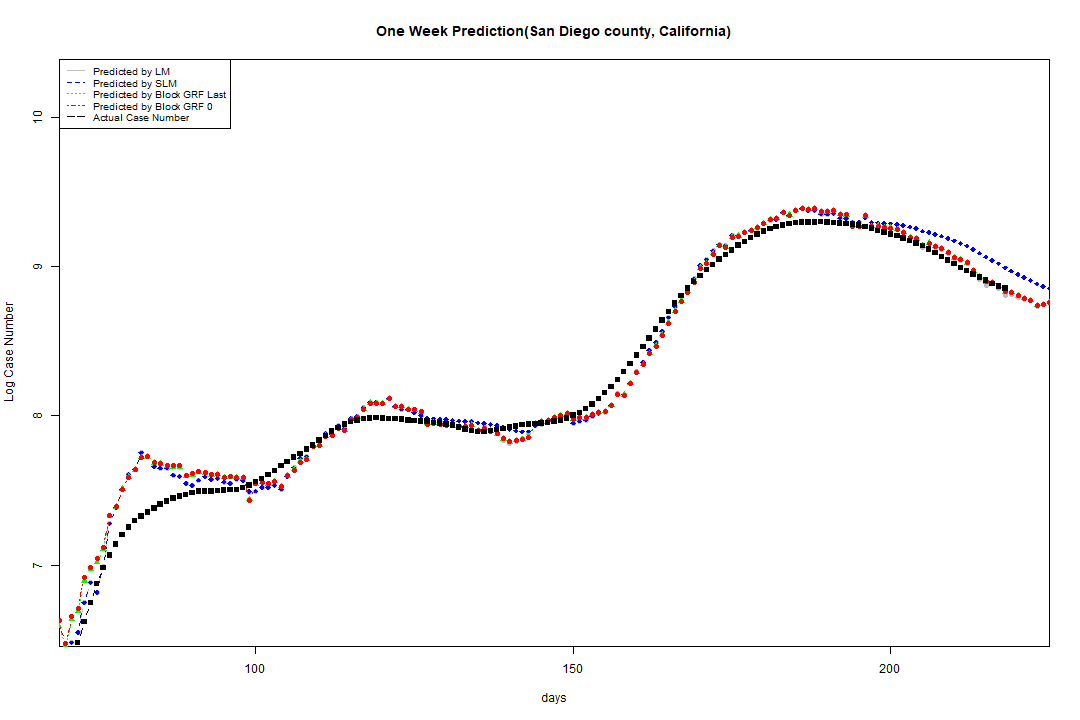 One Week Prediction(San Diego county, California)
Predicted by LM
Predicted by SLM
Predicted by Block GRF Last
Predicted by Block GRF 0
Actual Case Number
10
9
8
7
Log Case Number
100
150
200
days